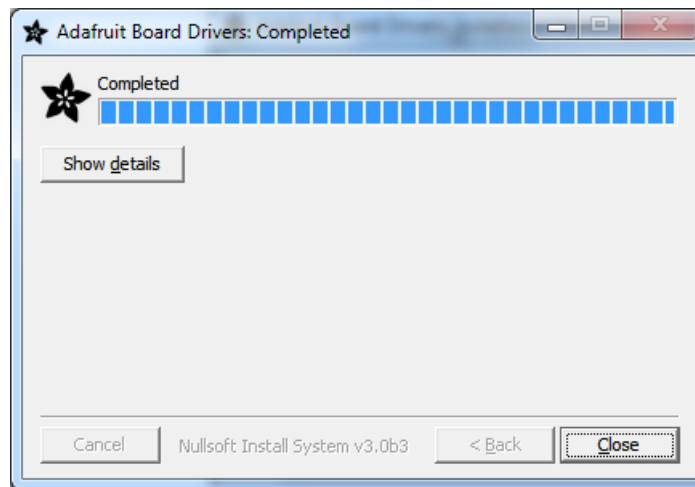 Adafruit Board Drivers: Completed
Completed
Show details
Cancel
Nullsoft Install System v3.0b3
< Back
Close